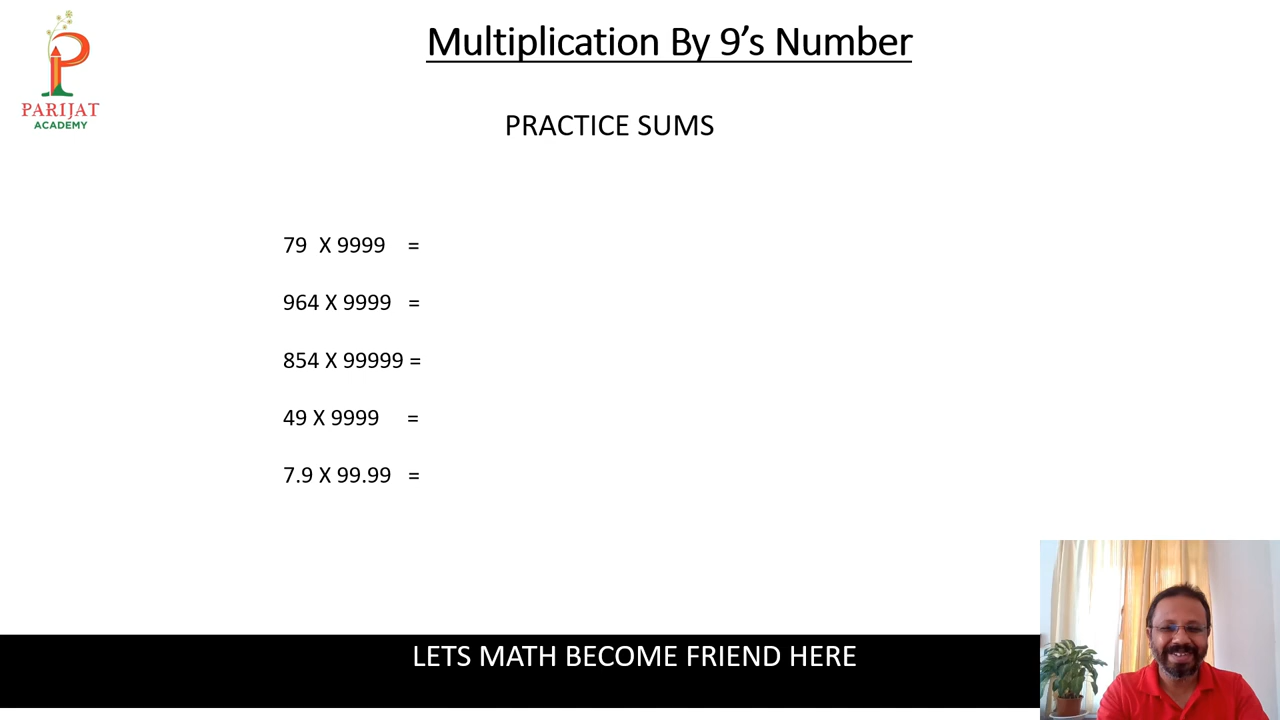 PARIJAT
ACADEMY
Multiplication By 9’s Number
PRACTICE SUMS
79 X 9999 =
964 X 9999 =
854 X 99999 =
49 X 9999 =
7.9 X 99.99 =
LETS MATH BECOME FRIEND HERE